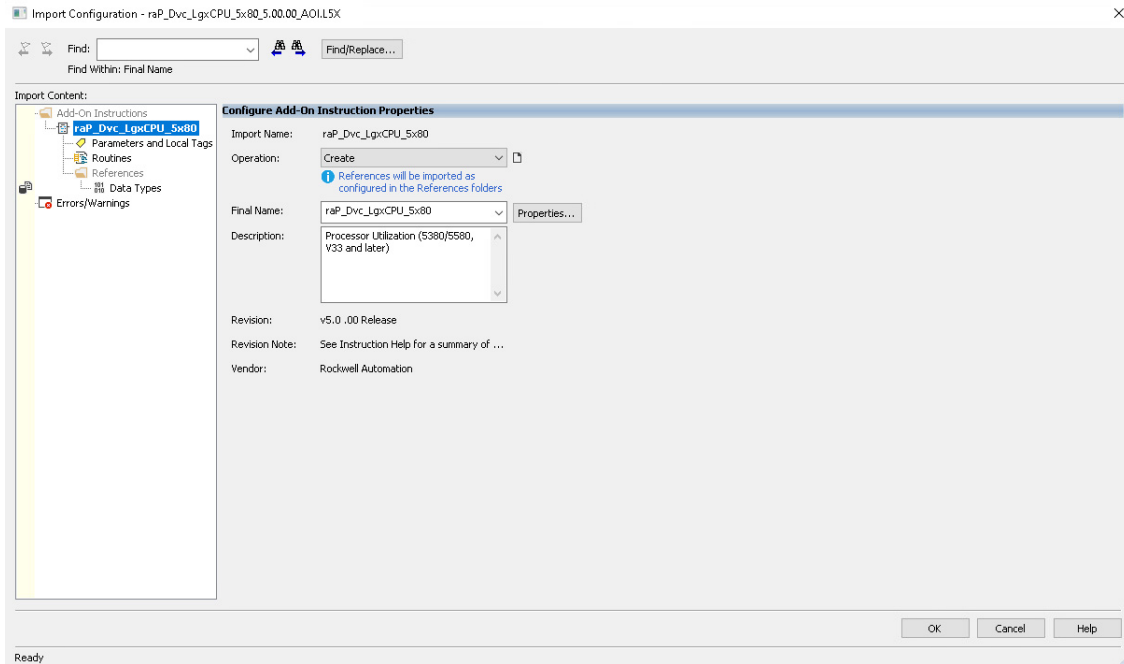 Import Configuration - raP_Dvc_LgxCPU_5x80_5.00.00_AOI.L5X
Find:
Find/Replace...
Find Within: Final Name
Import Content:
Add-On Instructions
raP_Dvc_LgxCPU_5x80
Parameters and Local Tags
Routines
References
Data Types
Errors/Warnings
Configure Add-On Instruction Properties
Import Name: raP_Dvc_LgxCPU_5x80
Operation: Create
References will be imported as
configured in the References folders
Final Name: raP_Dvc_LgxCPU_5x80 Properties...
Description: Processor Utilization (5380/5580,
V33 and later)
Revision: v5.0 .00 Release
Revision Note: See Instruction Help for a summary of ...
Vendor: Rockwell Automation
OK Cancel Help
Ready